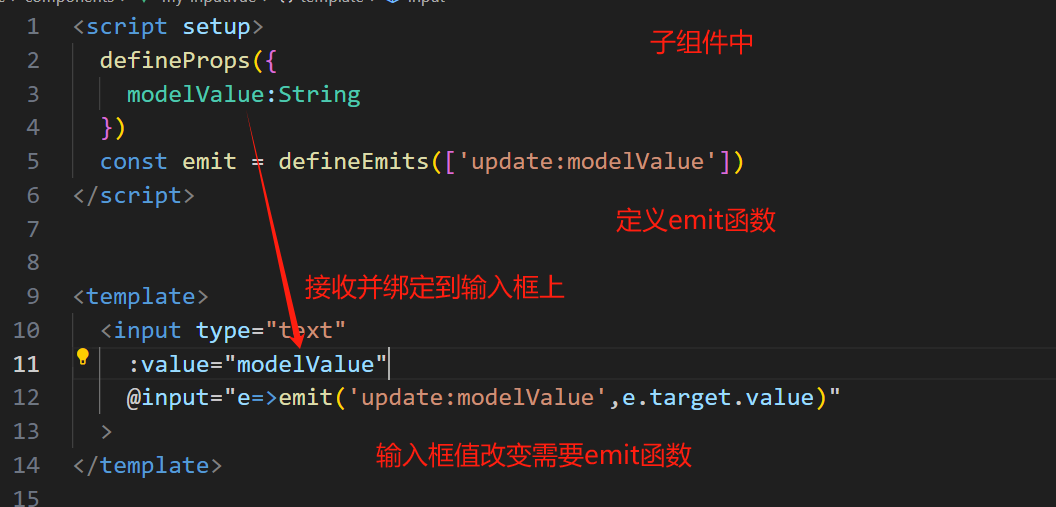 components my-input.vue template input
1 <script setup> 子组件中
2 defineProps({
3 modelValue:String
4 })
5 const emit = defineEmits(['update:modelValue'])
6 </script>
7 定义emit函数
8
接收并绑定到输入框上
9 <template>
10 <input type="text"
11 :value="modelValue"
12 @input="e=>emit('update:modelValue',e.target.value)"
13 >
输入框值改变需要emit函数
14 </template>
15